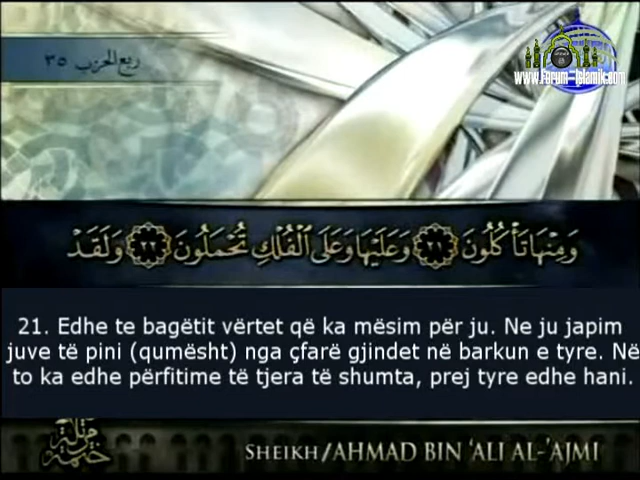 ربع الحزب ٣٥
www.Forum-Islamik.com
وَمِنْهَا تَأْكُلُونَ ٢١ وَعَلَيْهَا وَعَلَى الْفُلْكِ تُحْمَلُونَ ٢٢ وَلَقَدْ
21. Edhe te bagëtit vërtet që ka mësim për ju. Ne ju japim
juve të pini (qumësht) nga çfarë gjindet në barkun e tyre. Në
to ka edhe përfitime të tjera të shumta, prej tyre edhe hani.
SHEIKH/AHMAD BIN 'ALI AL-'AJMI